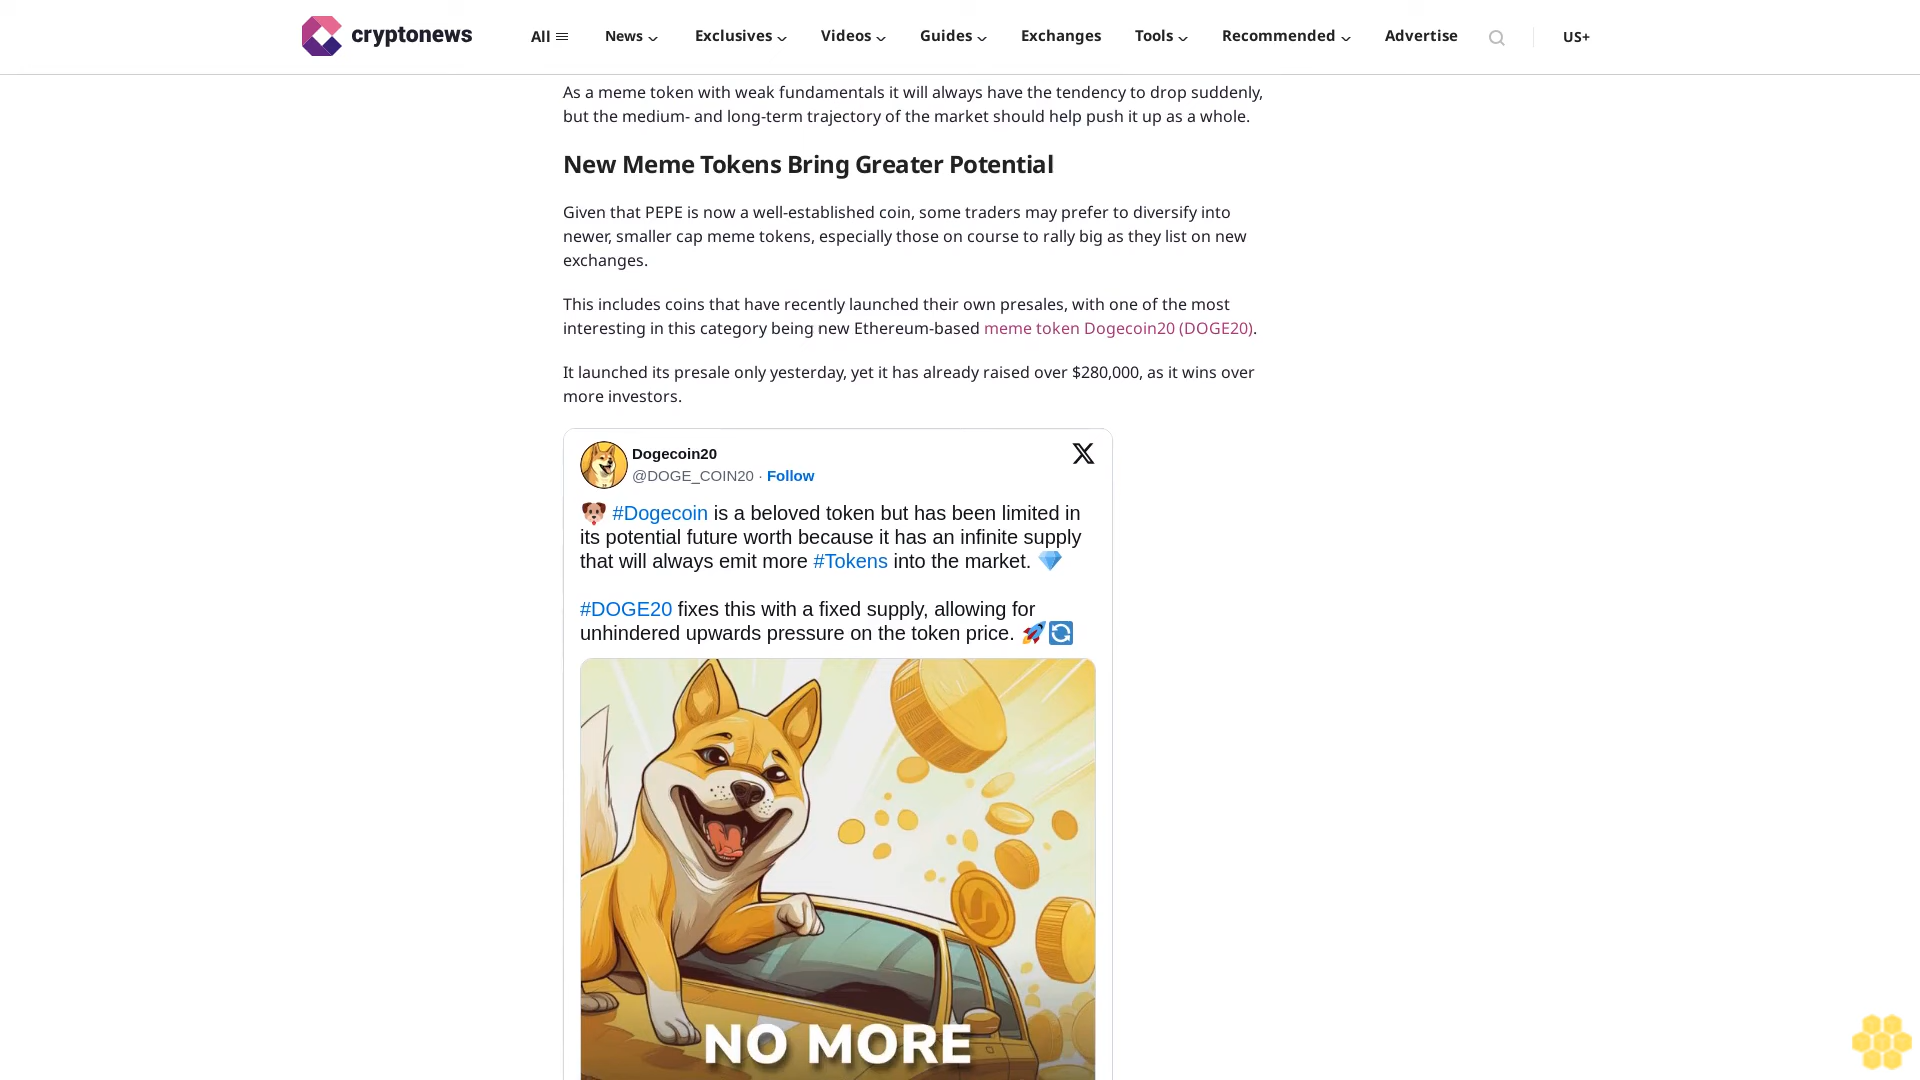 cryptonews
All
News
Exclusives
Videos
Guides
Exchanges
Tools
Recommended
Advertise
US+
As a meme token with weak fundamentals it will always have the tendency to drop suddenly,
but the medium- and long-term trajectory of the market should help push it up as a whole.
New Meme Tokens Bring Greater Potential
Given that PEPE is now a well-established coin, some traders may prefer to diversify into
newer, smaller cap meme tokens, especially those on course to rally big as they list on new
exchanges.
This includes coins that have recently launched their own presales, with one of the most
interesting in this category being new Ethereum-based meme token Dogecoin20 (DOGE20).
It launched its presale only yesterday, yet it has already raised over $280,000, as it wins over
more investors.
Dogecoin20
@DOGE_COIN20 · Follow
🐶 #Dogecoin is a beloved token but has been limited in
its potential future worth because it has an infinite supply
that will always emit more #Tokens into the market. 💎
#DOGE20 fixes this with a fixed supply, allowing for
unhindered upwards pressure on the token price. 🚀🔄
NO MORE